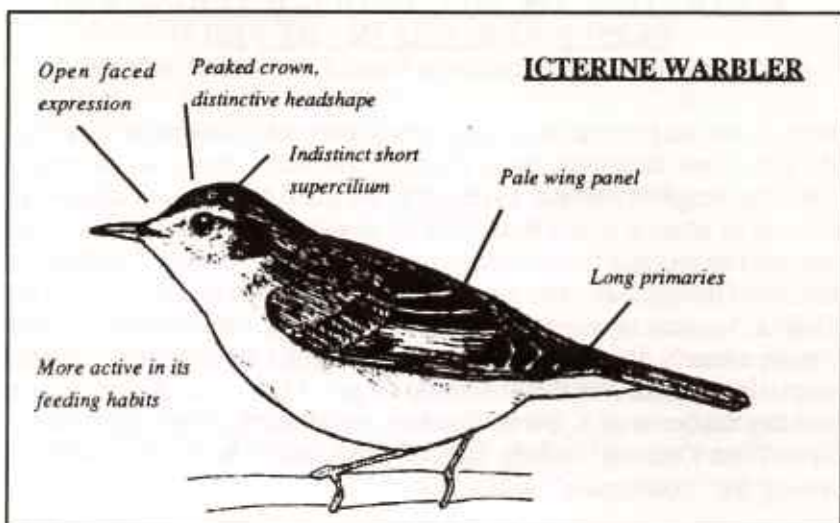 ICTERINE WARBLER
Open faced
expression
Peaked crown,
distinctive headshape
Indistinct short
supercilium
Pale wing panel
Long primaries
More active in its
feeding habits